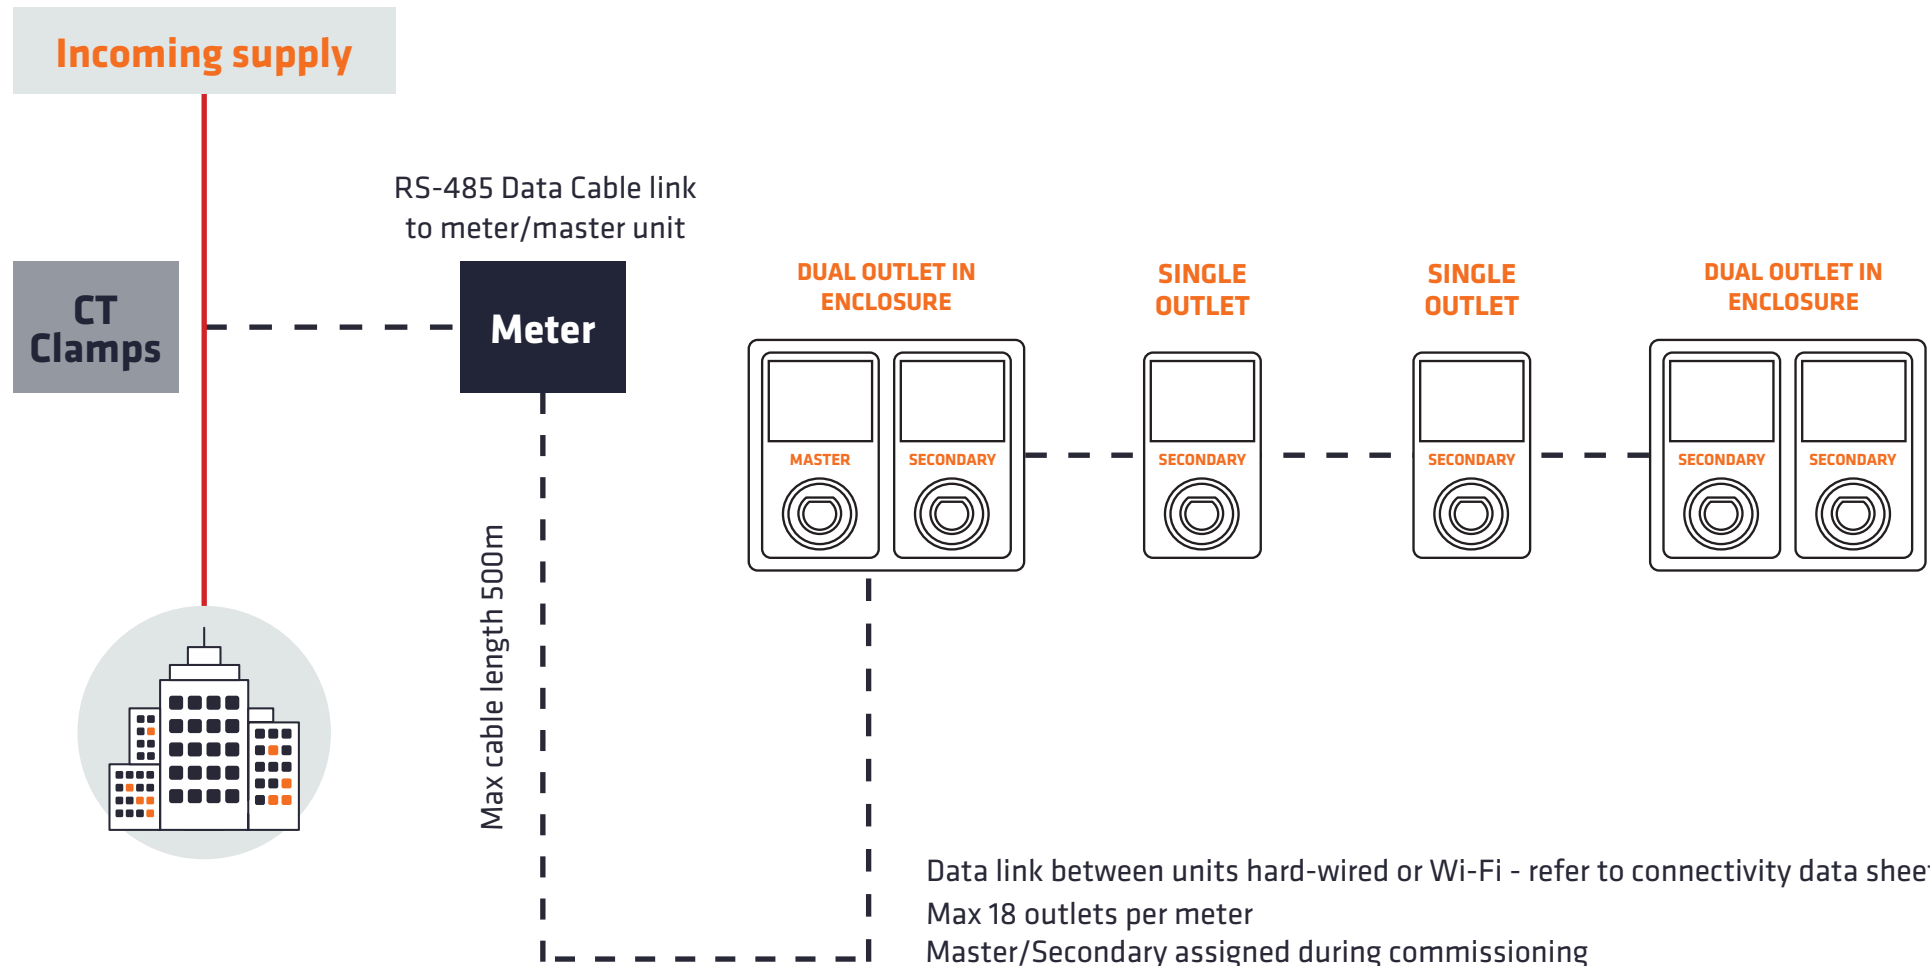 Incoming supply
RS-485 Data Cable link
to meter/master unit
CT
Clamps
Meter
DUAL OUTLET IN
ENCLOSURE
SINGLE
OUTLET
SINGLE
OUTLET
DUAL OUTLET IN
ENCLOSURE
MASTER
SECONDARY
SECONDARY
SECONDARY
SECONDARY
SECONDARY
Max cable length 500m
Data link between units hard-wired or Wi-Fi - refer to connectivity data sheet
Max 18 outlets per meter
Master/Secondary assigned during commissioning